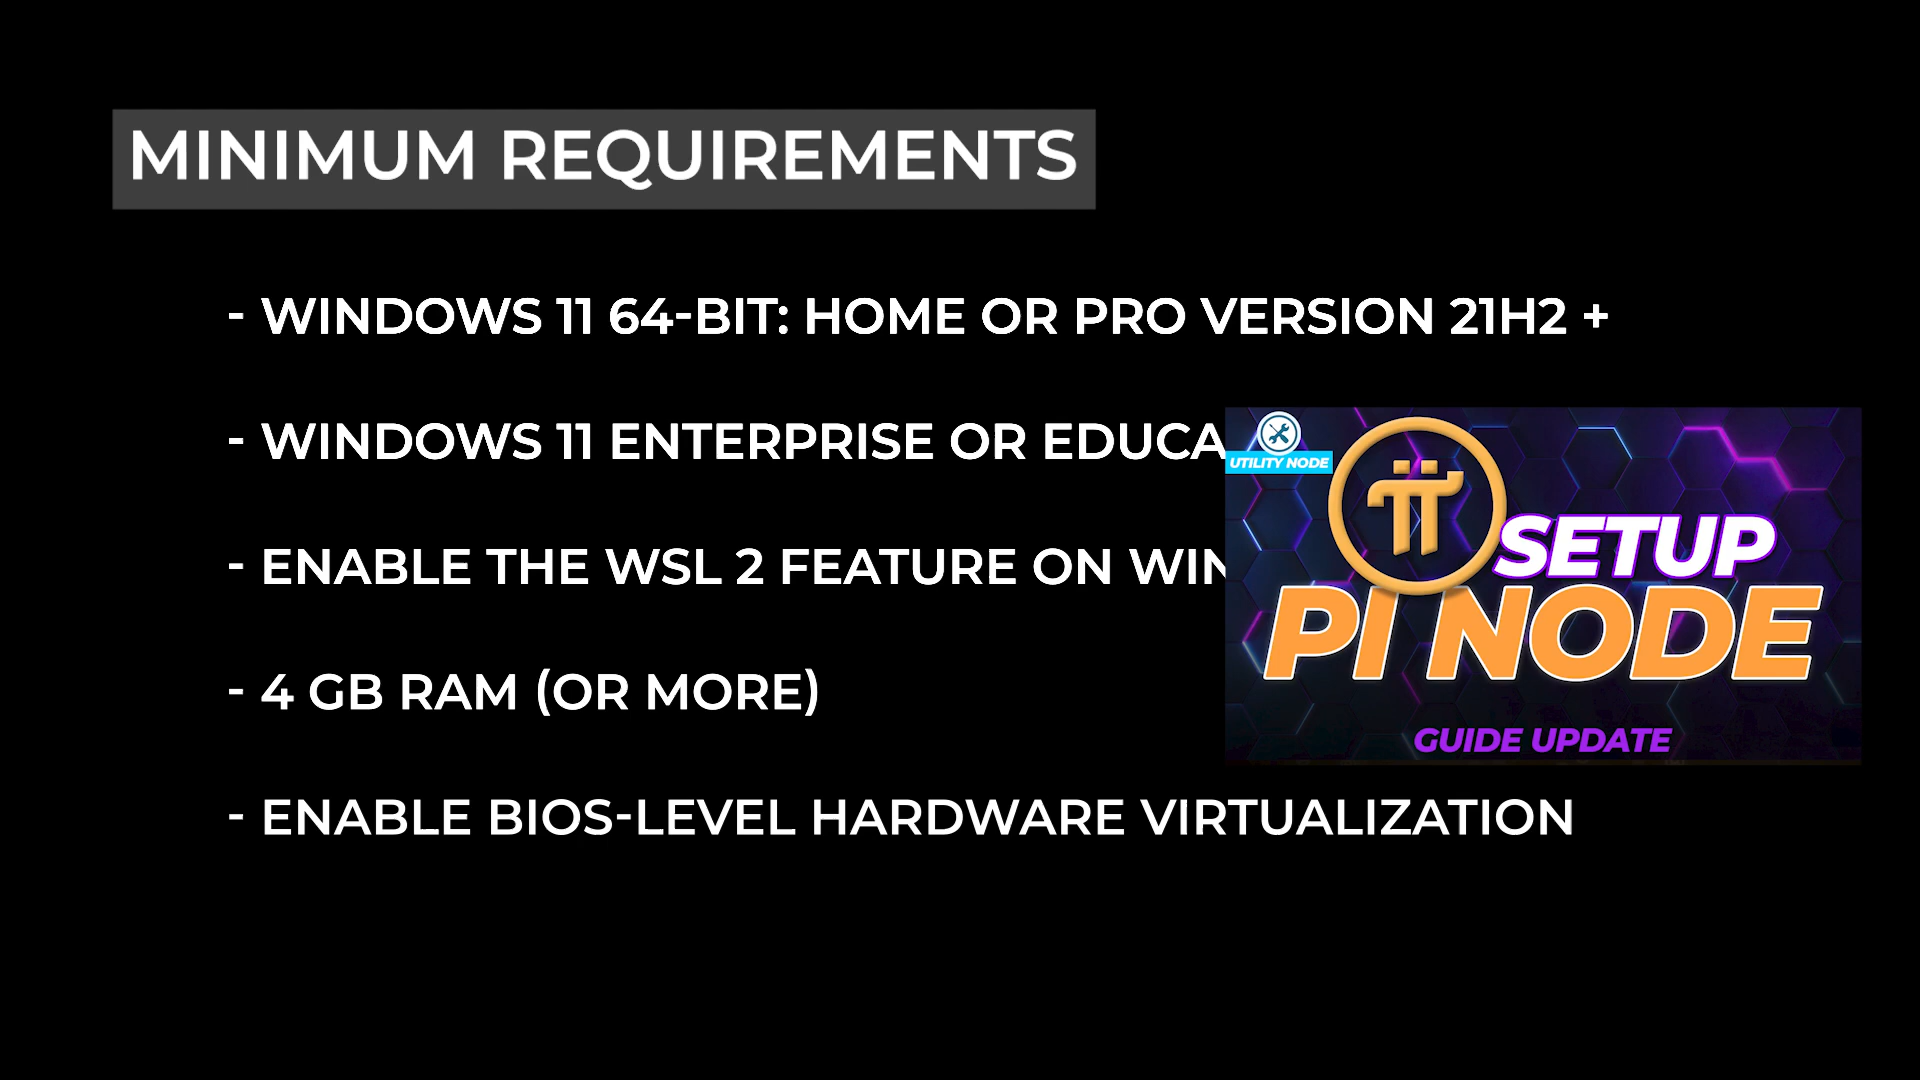 MINIMUM REQUIREMENTS
- WINDOWS 11 64-BIT: HOME OR PRO VERSION 21H2 +
- WINDOWS 11 ENTERPRISE OR EDUCA
- ENABLE THE WSL 2 FEATURE ON WIN
- 4 GB RAM (OR MORE)
- ENABLE BIOS-LEVEL HARDWARE VIRTUALIZATION
UTILITY NODE
SETUP
PI NODE
GUIDE UPDATE